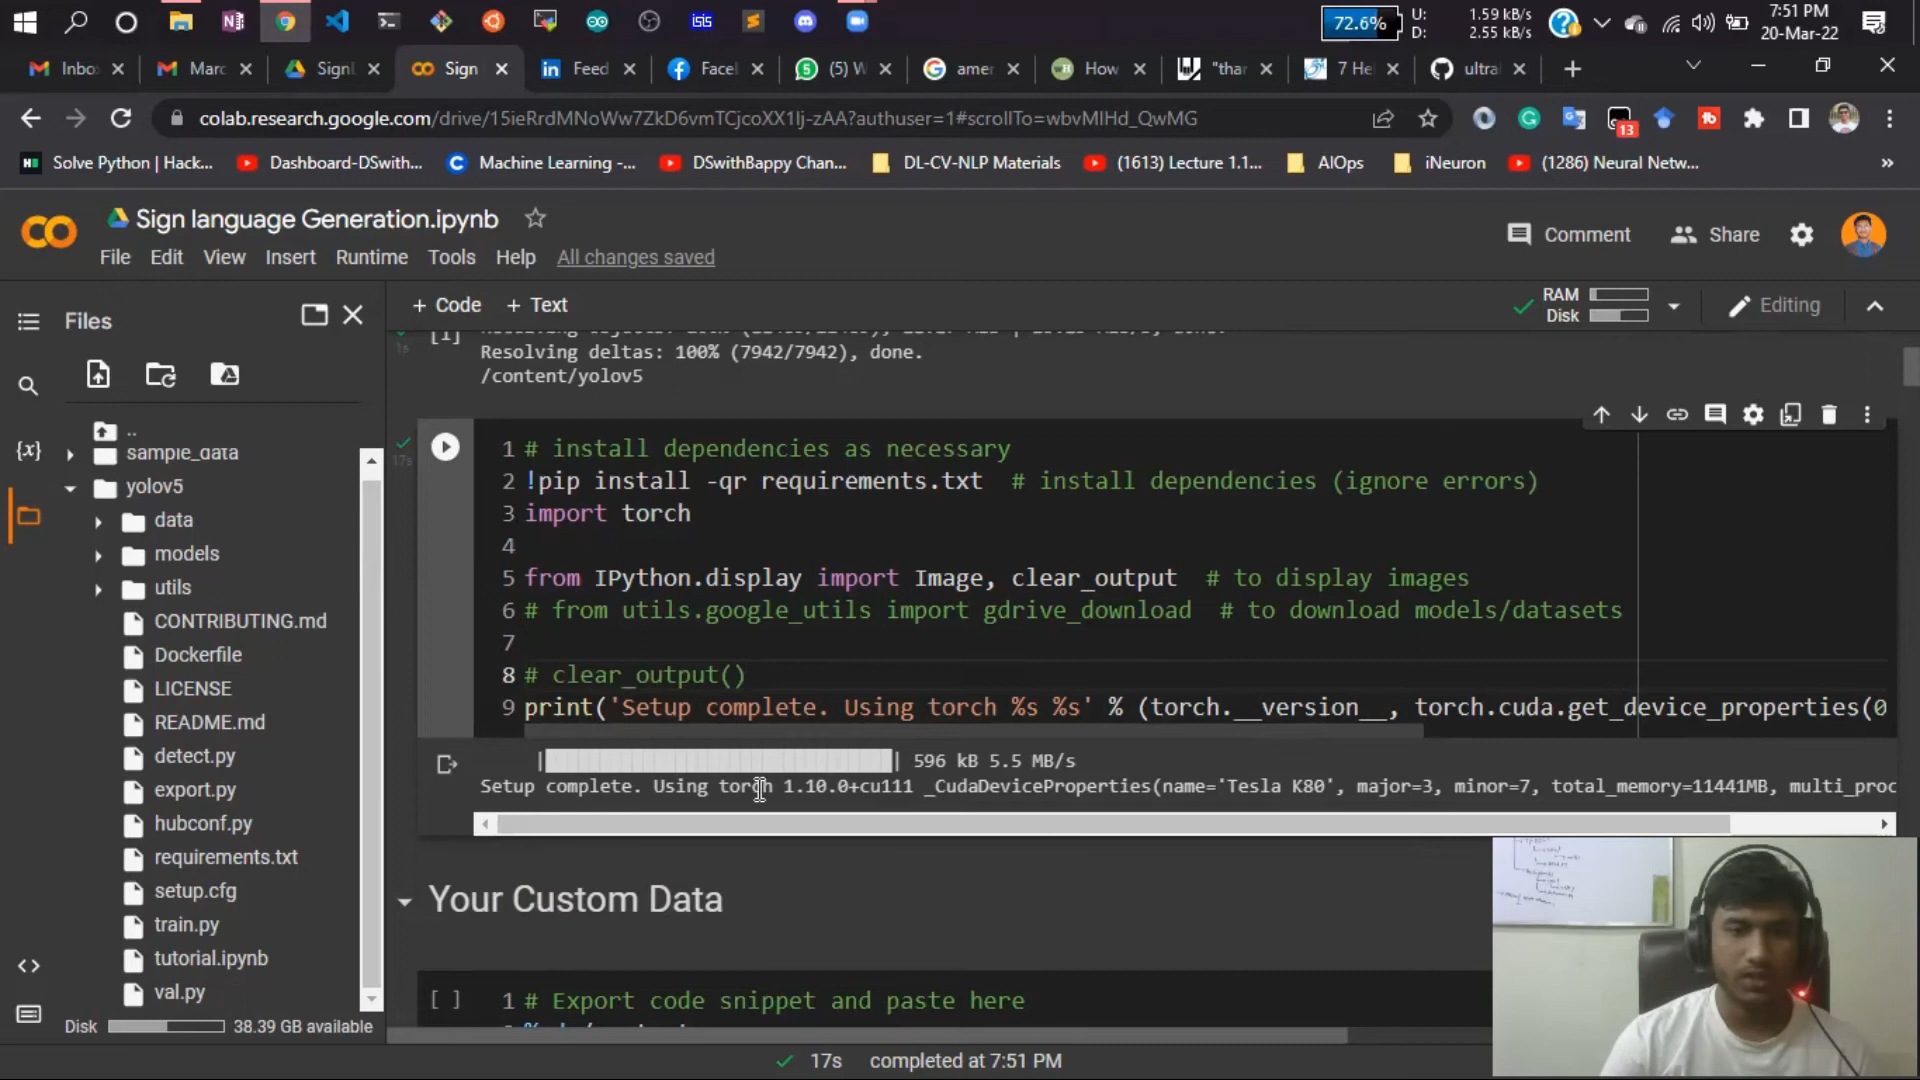 72.6%
U: 1.59 kB/s
D: 2.55 kB/s
7:51 PM
20-Mar-22
Inbo
Marc
Signl
Sign
Feed
Facel
(5) W
amer
How
"thar
7 He
ultra
colab.research.google.com/drive/15ieRrdMNoWw7ZkD6vmTCjcoXX1lj-zAA?authuser=1#scrollTo=wbvMIHd_QwMG
13
Solve Python | Hack...
Dashboard-DSwith...
Machine Learning -...
DSwithBappy Chan...
DL-CV-NLP Materials
(1613) Lecture 1.1...
AIOps
iNeuron
(1286) Neural Netw...
»
Sign language Generation.ipynb
Comment
Share
File Edit View Insert Runtime Tools Help All changes saved
Files
+ Code + Text
RAM
Disk
Editing
..
sample_data
yolov5
data
models
utils
CONTRIBUTING.md
Dockerfile
LICENSE
README.md
detect.py
export.py
hubconf.py
requirements.txt
setup.cfg
train.py
tutorial.ipynb
val.py
Disk 38.39 GB available
[1]
1s
Resolving deltas: 100% (7942/7942), done.
/content/yolov5
17s
1 # install dependencies as necessary
2 !pip install -qr requirements.txt # install dependencies (ignore errors)
3 import torch
4
5 from IPython.display import Image, clear_output # to display images
6 # from utils.google_utils import gdrive_download # to download models/datasets
7
8 # clear_output()
9 print('Setup complete. Using torch %s %s' % (torch.__version__, torch.cuda.get_device_properties(0
| | 596 kB 5.5 MB/s
Setup complete. Using torch 1.10.0+cu111 _CudaDeviceProperties(name='Tesla K80', major=3, minor=7, total_memory=11441MB, multi_proc
Your Custom Data
[ ] 1 # Export code snippet and paste here
17s completed at 7:51 PM